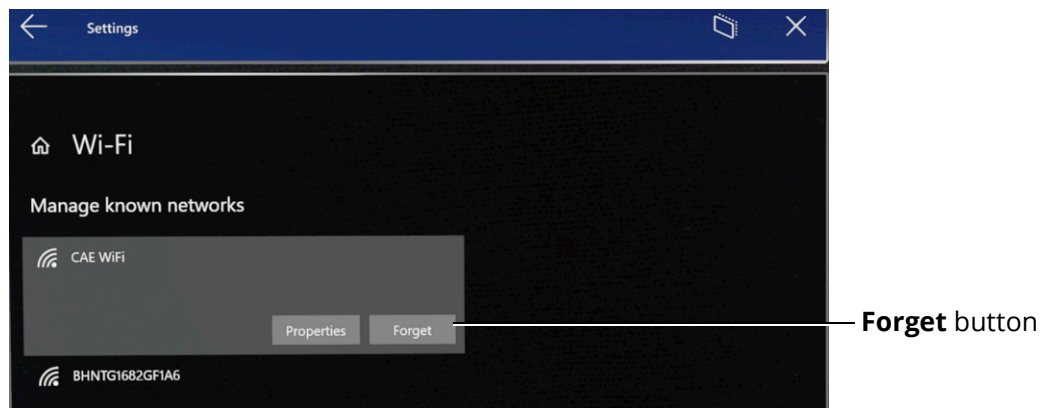 Settings
Wi-Fi
Manage known networks
CAE WiFi
Properties Forget
Forget button
BHNTG1682GF1A6